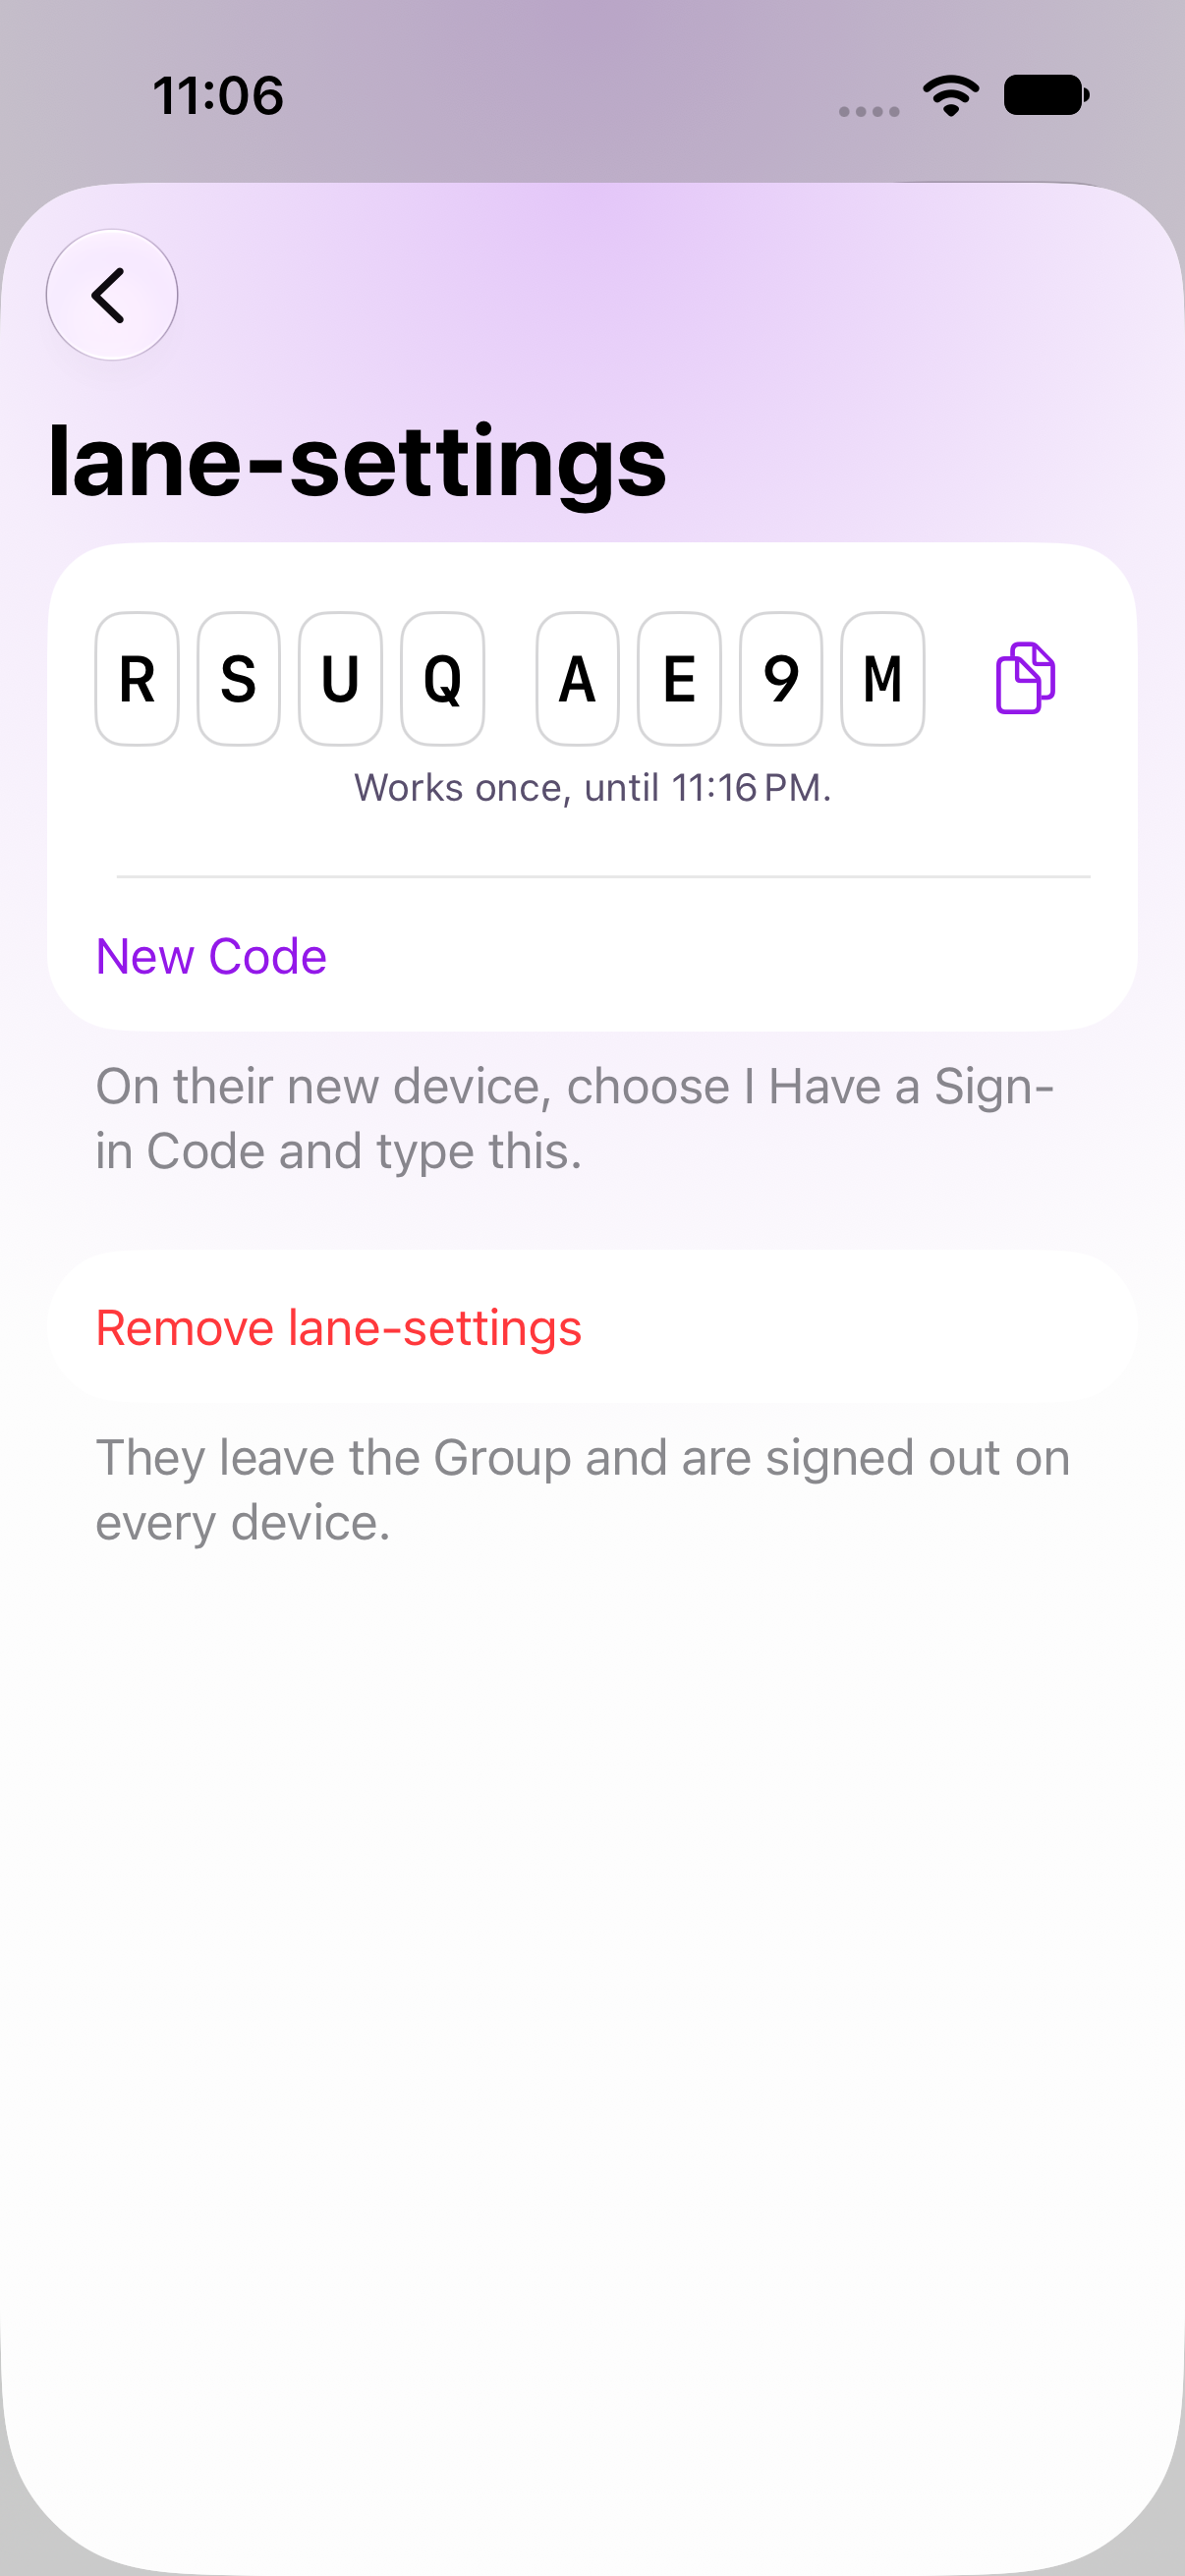 11:06
lane-settings
R S U Q A E 9 M
Works once, until 11:16 PM.
New Code
On their new device, choose I Have a Sign-
in Code and type this.
Remove lane-settings
They leave the Group and are signed out on
every device.